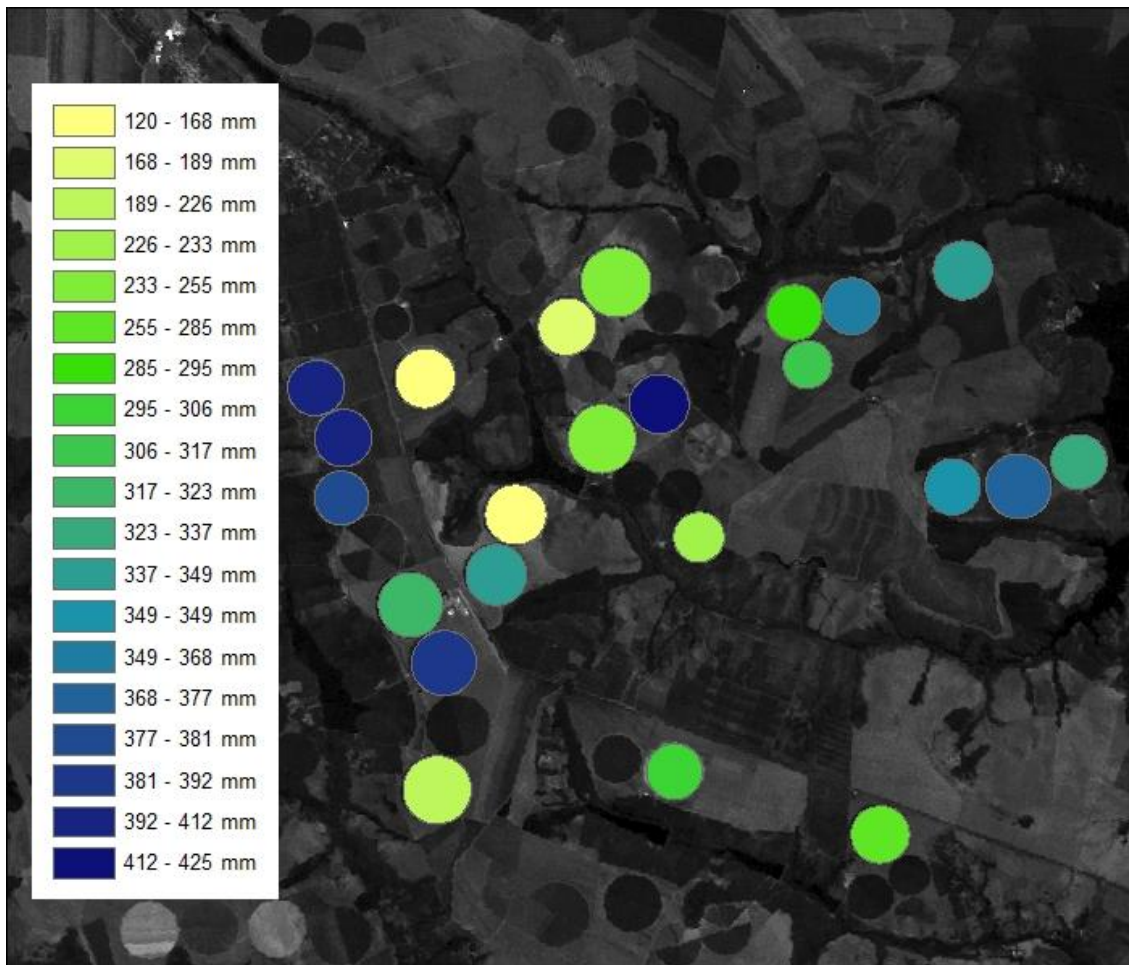 120 - 168 mm
168 - 189 mm
189 - 226 mm
226 - 233 mm
233 - 255 mm
255 - 285 mm
285 - 295 mm
295 - 306 mm
306 - 317 mm
317 - 323 mm
323 - 337 mm
337 - 349 mm
349 - 349 mm
349 - 368 mm
368 - 377 mm
377 - 381 mm
381 - 392 mm
392 - 412 mm
412 - 425 mm